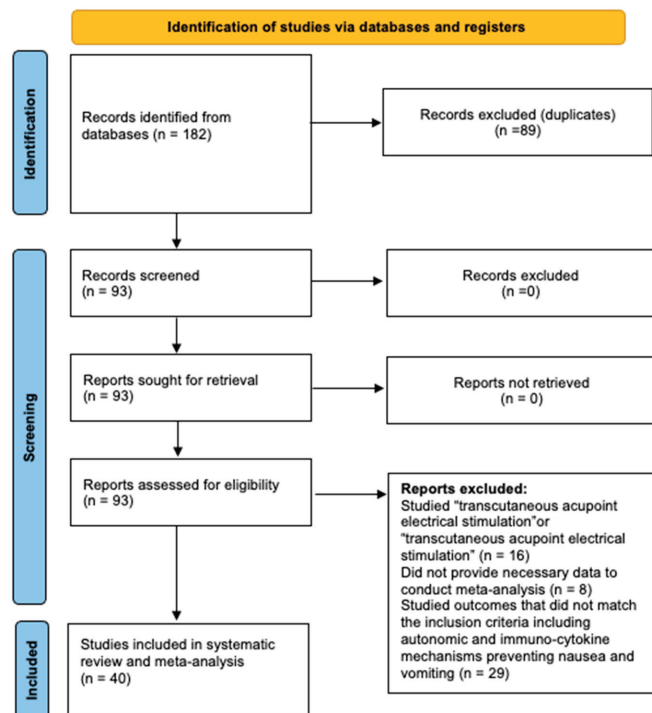 Identification of studies via databases and registers
Identification
Records identified from
databases (n = 182)
Records excluded (duplicates)
(n =89)
Screening
Records screened
(n = 93)
Records excluded
(n =0)
Reports sought for retrieval
(n = 93)
Reports not retrieved
(n = 0)
Reports assessed for eligibility
(n = 93)
Reports excluded:
Studied “transcutaneous acupoint
electrical stimulation”or
“transcutaneous acupoint electrical
stimulation” (n = 16)
Did not provide necessary data to
conduct meta-analysis (n = 8)
Studied outcomes that did not match
the inclusion criteria including
autonomic and immuno-cytokine
mechanisms preventing nausea and
vomiting (n = 29)
Included
Studies included in systematic
review and meta-analysis
(n = 40)